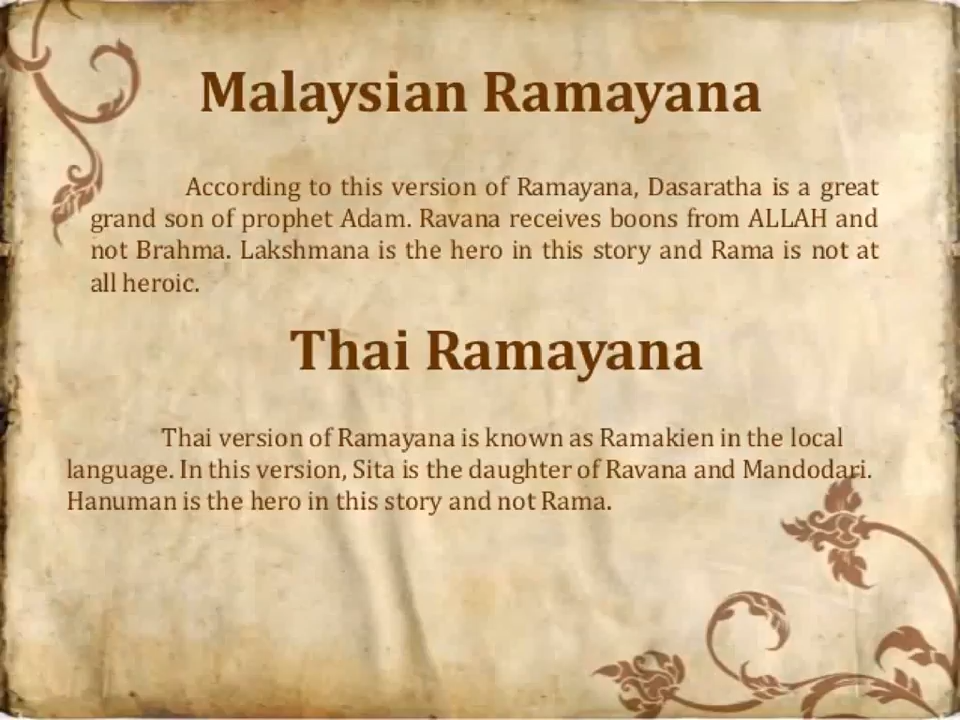 Malaysian Ramayana
According to this version of Ramayana, Dasaratha is a great
grand son of prophet Adam. Ravana receives boons from ALLAH and
not Brahma. Lakshmana is the hero in this story and Rama is not at
all heroic.
Thai Ramayana
Thai version of Ramayana is known as Ramakien in the local
language. In this version, Sita is the daughter of Ravana and Mandodari.
Hanuman is the hero in this story and not Rama.